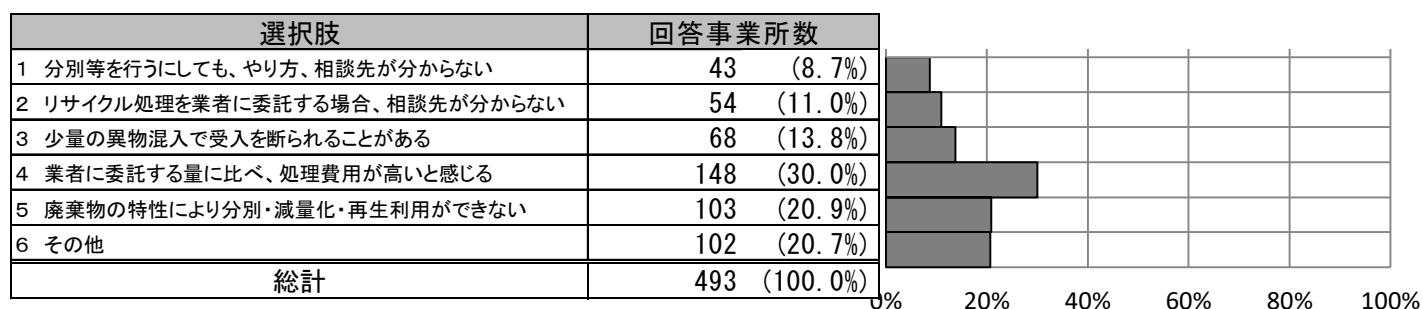 選択肢 回答事業所数
1 分別等を行うにしても、やり方、相談先が分からない 43 (8.7%)
2 リサイクル処理を業者に委託する場合、相談先が分からない 54 (11.0%)
3 少量の異物混入で受入を断られることがある 68 (13.8%)
4 業者に委託する量に比べ、処理費用が高いと感じる 148 (30.0%)
5 廃棄物の特性により分別・減量化・再生利用ができない 103 (20.9%)
6 その他 102 (20.7%)
総計 493 (100.0%)
0% 20% 40% 60% 80% 100%